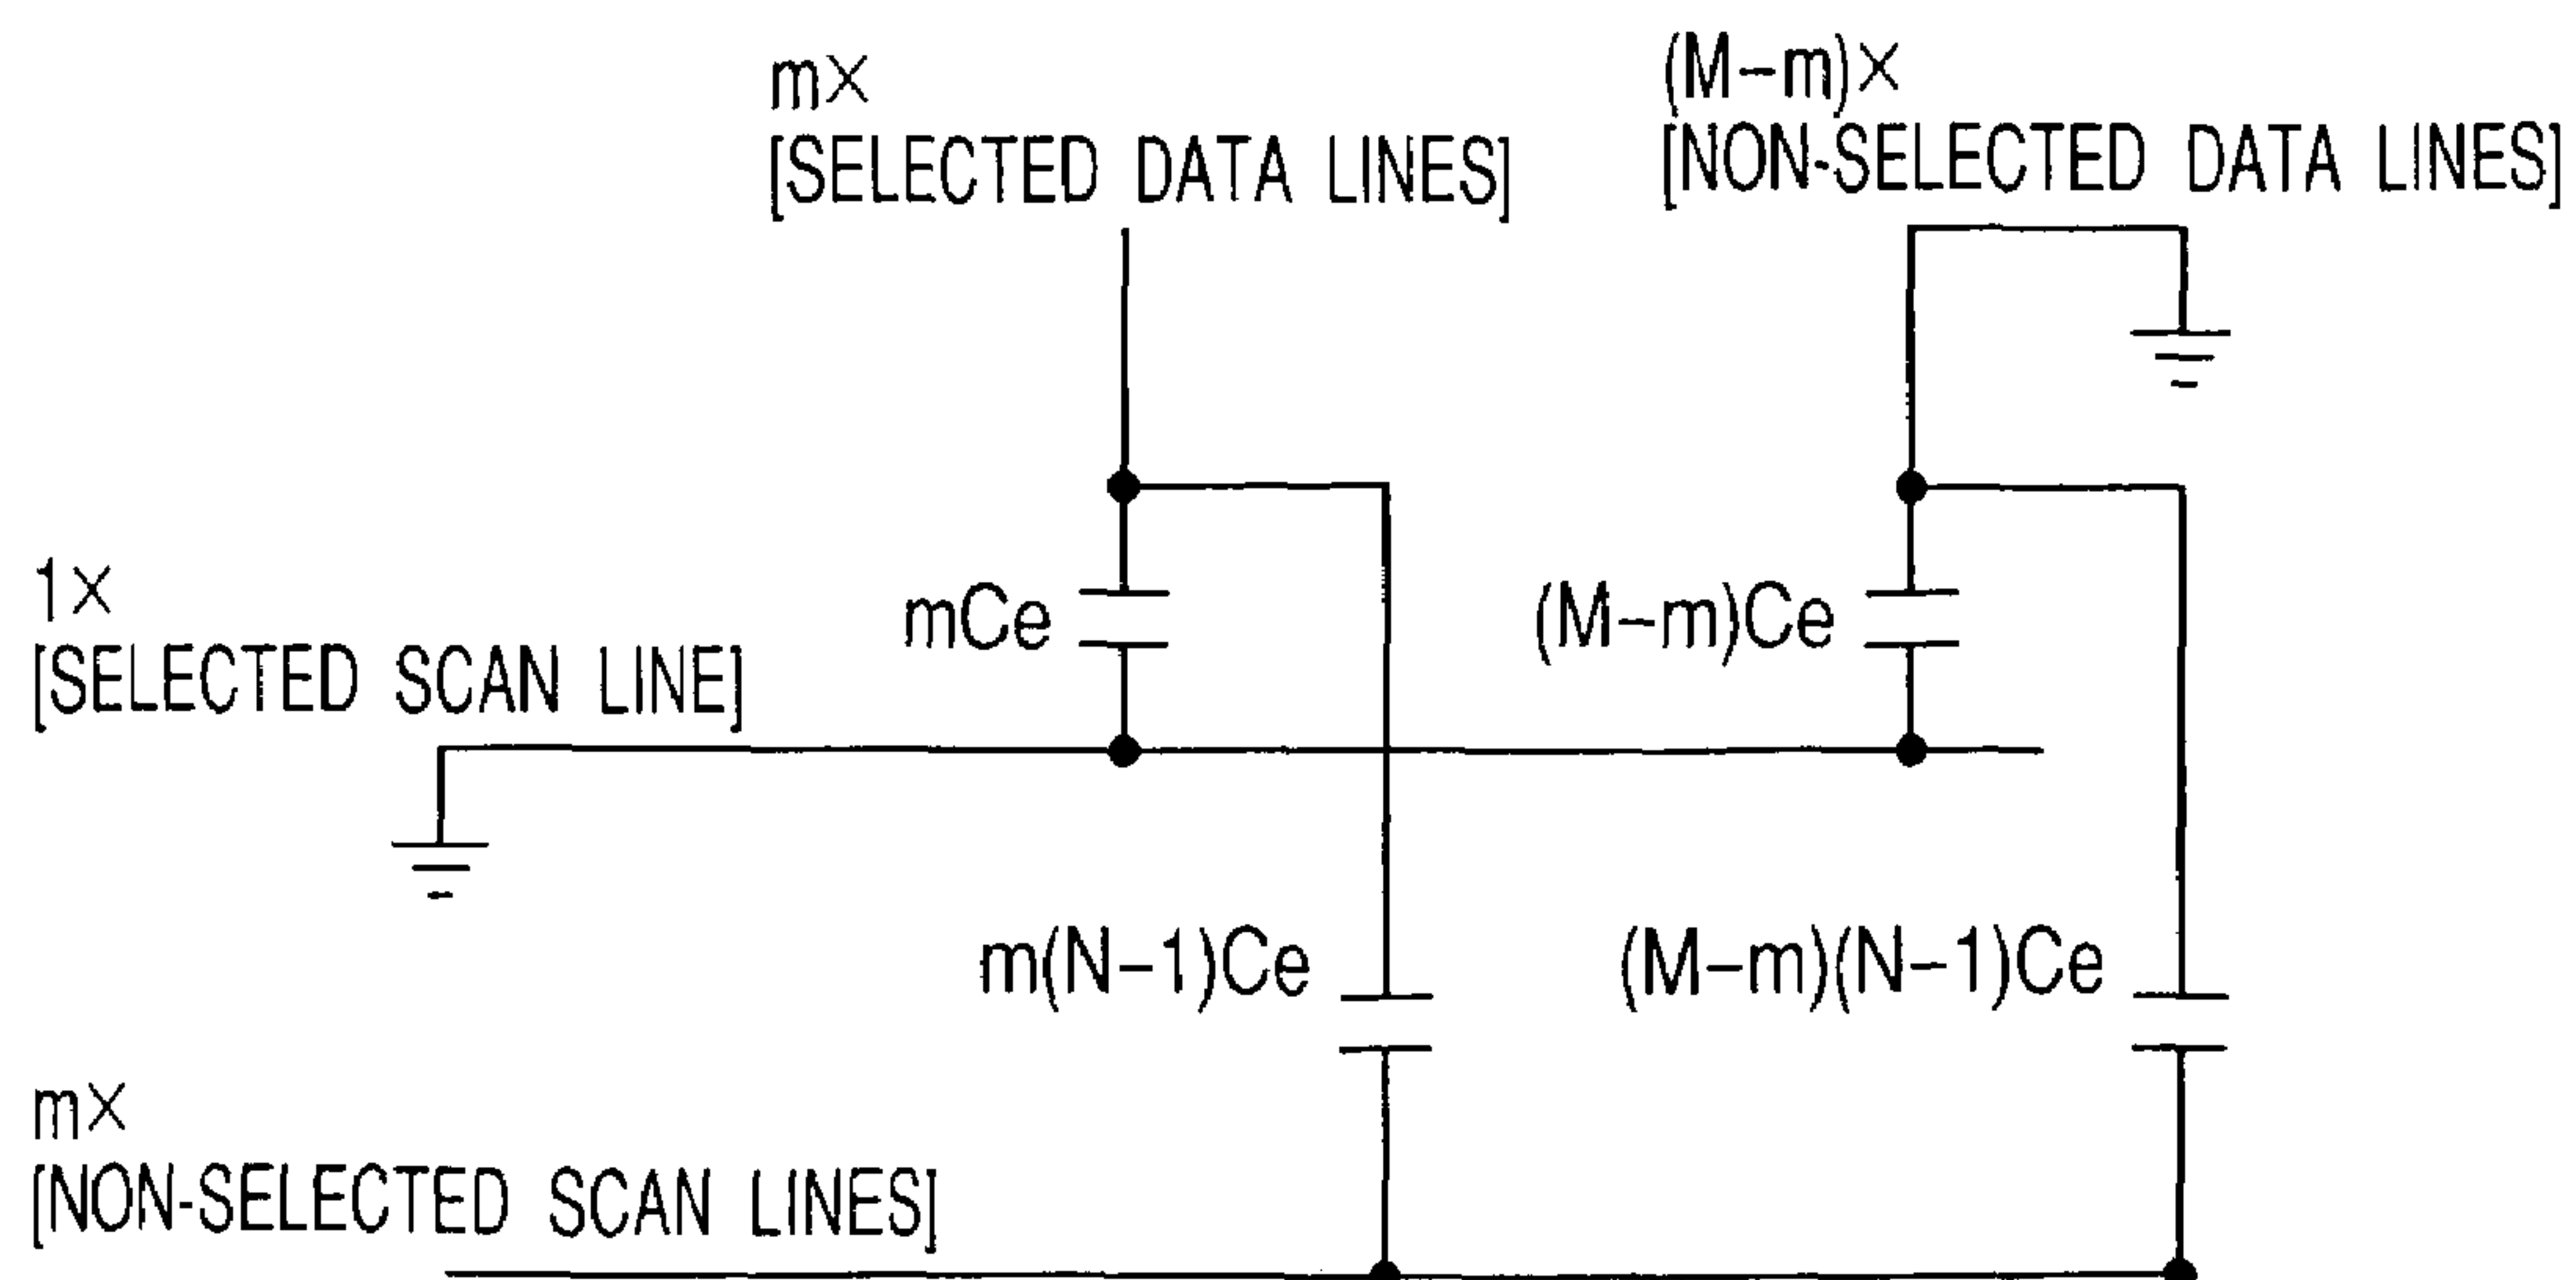 m×
[SELECTED DATA LINES]
(M−m)×
[NON-SELECTED DATA LINES]
1×
[SELECTED SCAN LINE]
mCe
(M−m)Ce
m(N−1)Ce
(M−m)(N−1)Ce
m×
[NON-SELECTED SCAN LINES]